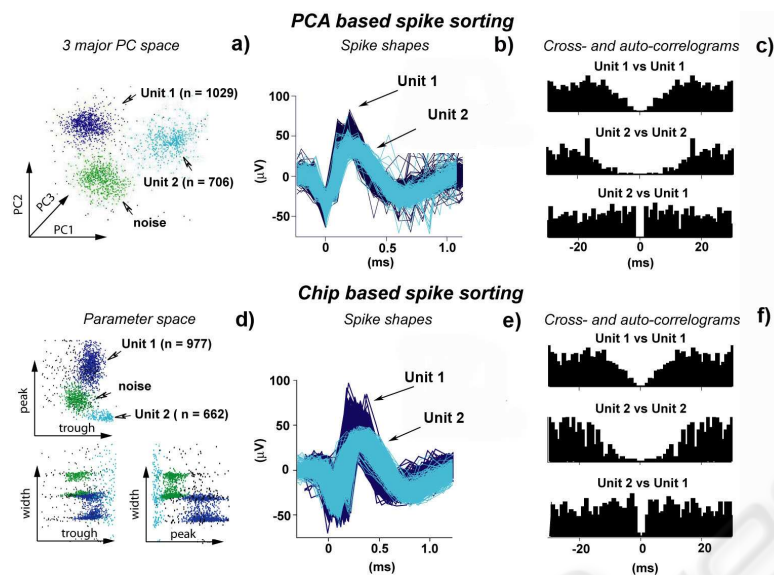 PCA based spike sorting
3 major PC space
a)
Unit 1 (n = 1029)
Unit 2 (n = 706)
noise
PC2
PC3
PC1
Spike shapes
b)
Unit 1
Unit 2
100
50
0
-50
(µV)
0
0.5
1.0
(ms)
Cross- and auto-correlograms
c)
Unit 1 vs Unit 1
Unit 2 vs Unit 2
Unit 2 vs Unit 1
-20
0
20
(ms)
Chip based spike sorting
Parameter space
d)
Unit 1 (n = 977)
noise
Unit 2 ( n = 662)
peak
trough
width
trough
width
peak
Spike shapes
e)
Unit 1
Unit 2
100
50
0
-50
(µV)
0
0.5
1.0
(ms)
Cross- and auto-correlograms
f)
Unit 1 vs Unit 1
Unit 2 vs Unit 2
Unit 2 vs Unit 1
-20
0
20
(ms)